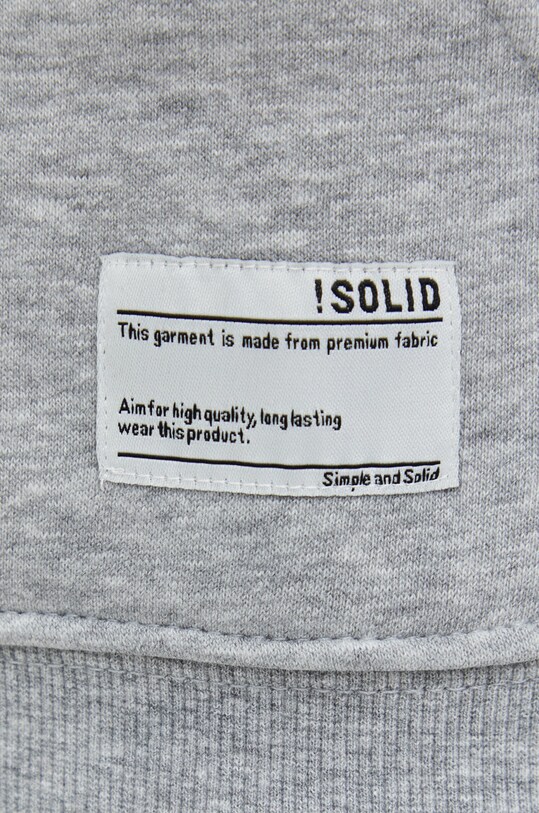 !SOLID
This garment is made from premium fabric
Aim for high quality, long lasting
wear this product.
Simple and Solid